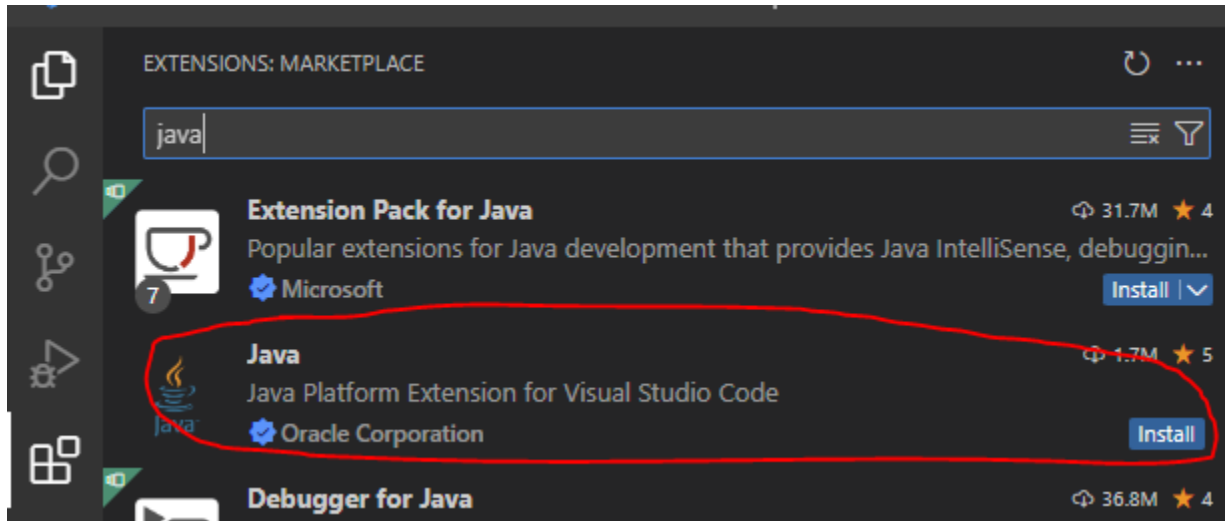 EXTENSIONS: MARKETPLACE
java
Extension Pack for Java 31.7M ★ 4
Popular extensions for Java development that provides Java IntelliSense, debuggin...
7 Microsoft Install
Java 1.7M ★ 5
Java Platform Extension for Visual Studio Code
Java Oracle Corporation Install
Debugger for Java 36.8M ★ 4